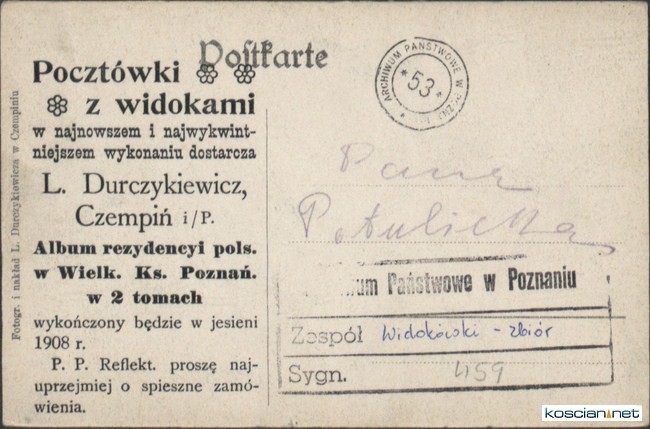 Postkarte
Pocztówki
z widokami
w najnowszem i najwykwint-
niejszem wykonaniu dostarcza
L. Durczykiewicz,
Czempiń i/P.
Album rezydencyi pols.
w Wielk. Ks. Poznań.
w 2 tomach
wykończony będzie w jesieni
1908 r.
P. P. Reflekt. proszę naj-
uprzejmiej o spieszne zamó-
wienia.
Fotogr. i nakład L. Durczykiewicza w Czempiniu
ARCHIWUM PAŃSTWOWE W
* 53 *
Potulicka
Państwowe w Poznaniu
Zespół Widokówki - zbiór
Sygn. 459
koscian.net